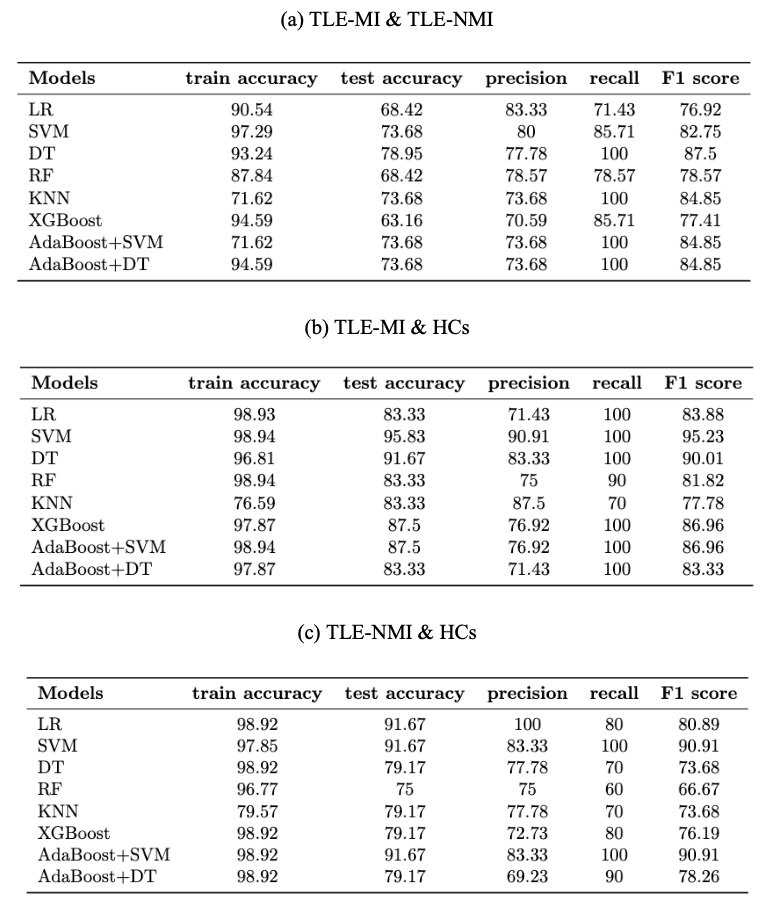 (a) TLE-MI & TLE-NMI
Models train accuracy test accuracy precision recall F1 score
LR 90.54 68.42 83.33 71.43 76.92
SVM 97.29 73.68 80 85.71 82.75
DT 93.24 78.95 77.78 100 87.5
RF 87.84 68.42 78.57 78.57 78.57
KNN 71.62 73.68 73.68 100 84.85
XGBoost 94.59 63.16 70.59 85.71 77.41
AdaBoost+SVM 71.62 73.68 73.68 100 84.85
AdaBoost+DT 94.59 73.68 73.68 100 84.85
(b) TLE-MI & HCs
Models train accuracy test accuracy precision recall F1 score
LR 98.93 83.33 71.43 100 83.88
SVM 98.94 95.83 90.91 100 95.23
DT 96.81 91.67 83.33 100 90.01
RF 98.94 83.33 75 90 81.82
KNN 76.59 83.33 87.5 70 77.78
XGBoost 97.87 87.5 76.92 100 86.96
AdaBoost+SVM 98.94 87.5 76.92 100 86.96
AdaBoost+DT 97.87 83.33 71.43 100 83.33
(c) TLE-NMI & HCs
Models train accuracy test accuracy precision recall F1 score
LR 98.92 91.67 100 80 80.89
SVM 97.85 91.67 83.33 100 90.91
DT 98.92 79.17 77.78 70 73.68
RF 96.77 75 75 60 66.67
KNN 79.57 79.17 77.78 70 73.68
XGBoost 98.92 79.17 72.73 80 76.19
AdaBoost+SVM 98.92 91.67 83.33 100 90.91
AdaBoost+DT 98.92 79.17 69.23 90 78.26